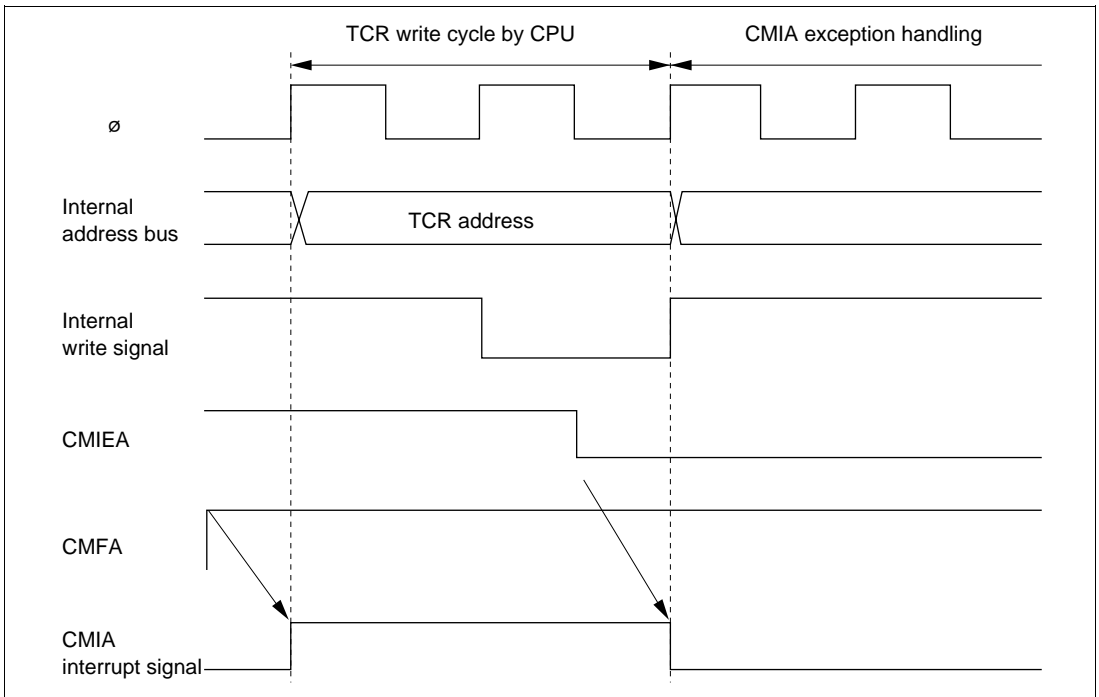 TCR write cycle by CPU
CMIA exception handling
ø
Internal
address bus
TCR address
Internal
write signal
CMIEA
CMFA
CMIA
interrupt signal